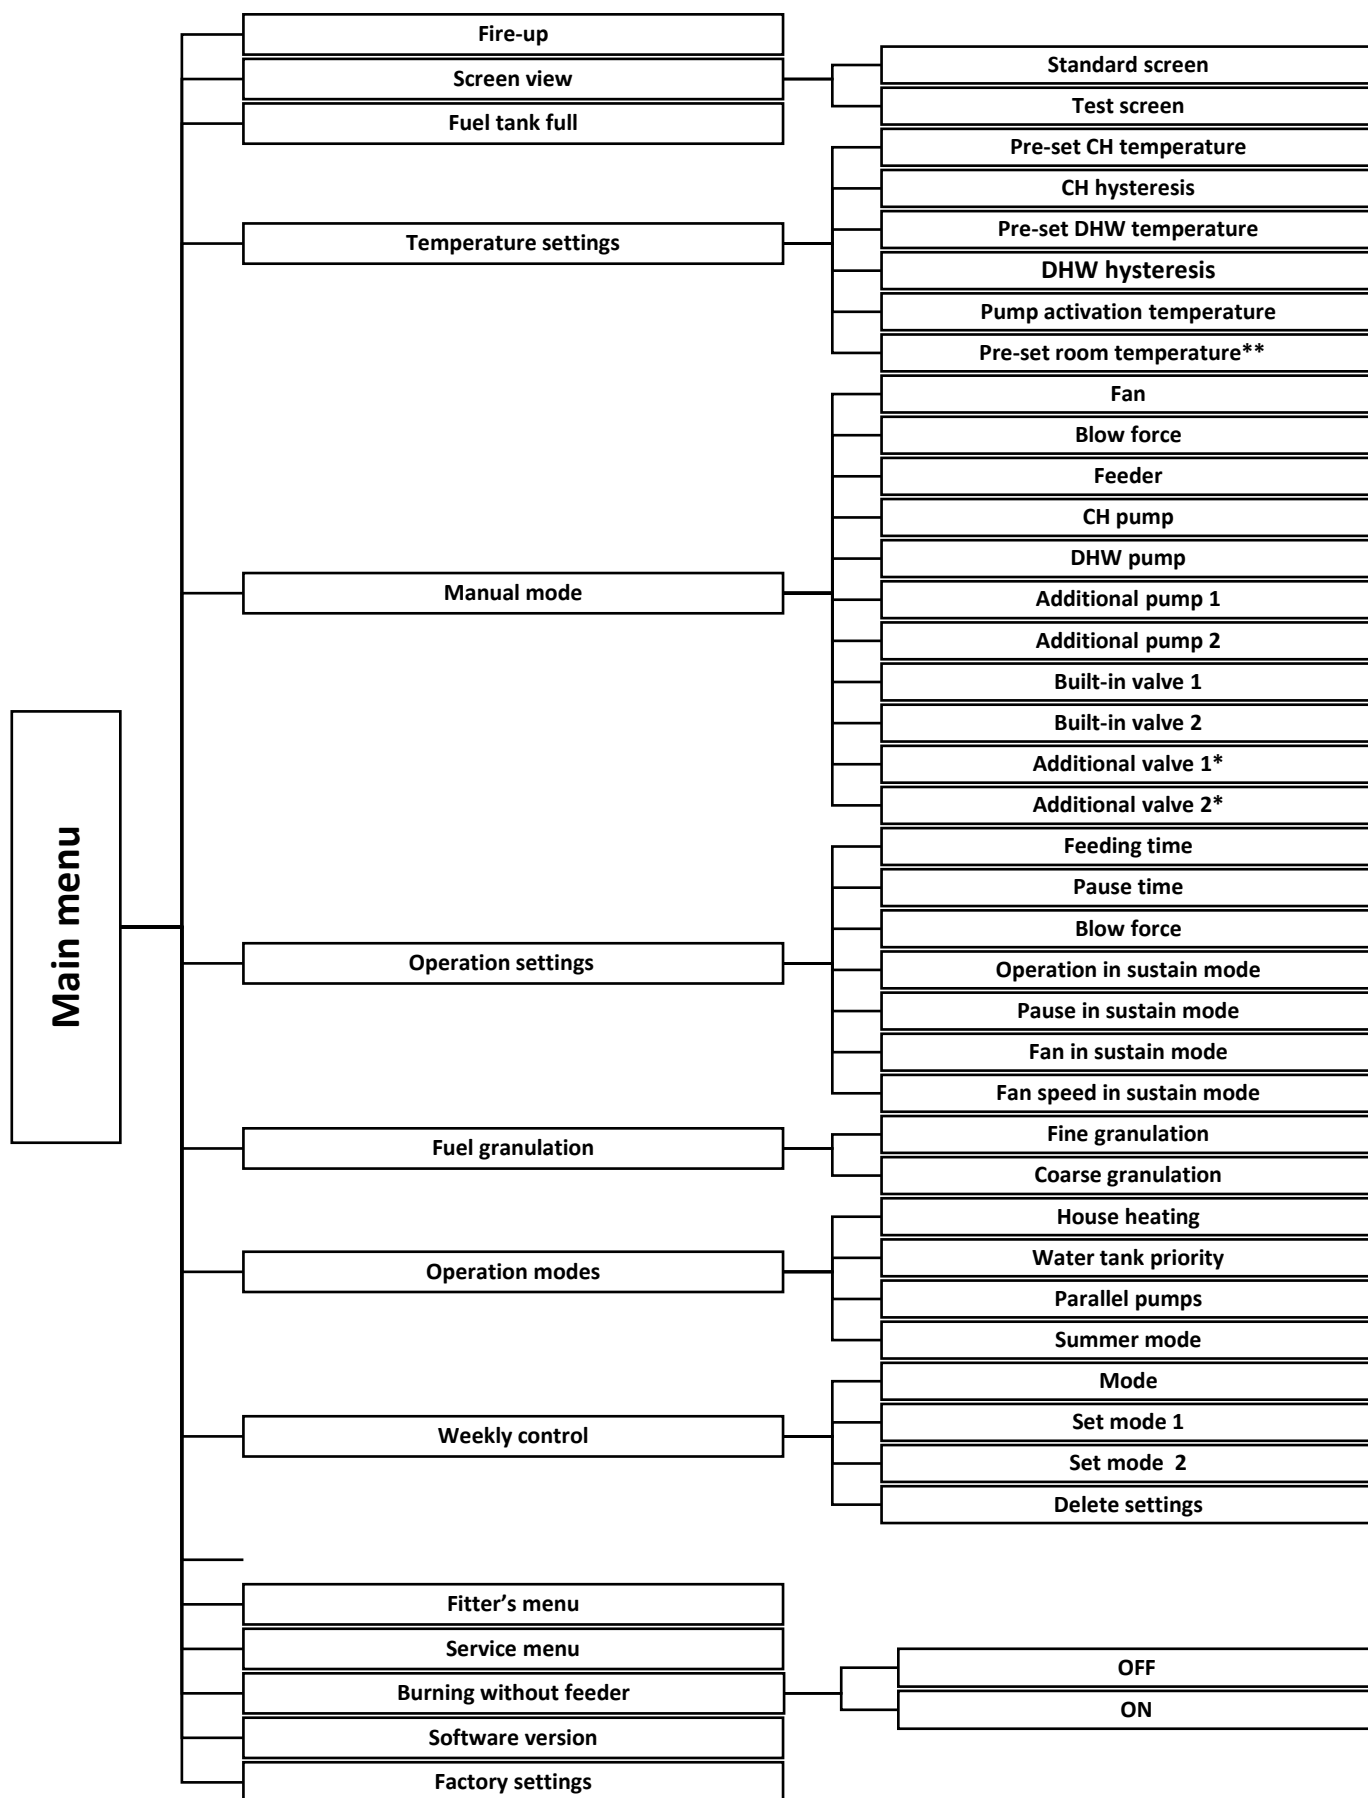 Main menu
Fire-up
Screen view
Standard screen
Test screen
Fuel tank full
Temperature settings
Pre-set CH temperature
CH hysteresis
Pre-set DHW temperature
DHW hysteresis
Pump activation temperature
Pre-set room temperature**
Manual mode
Fan
Blow force
Feeder
CH pump
DHW pump
Additional pump 1
Additional pump 2
Built-in valve 1
Built-in valve 2
Additional valve 1*
Additional valve 2*
Operation settings
Feeding time
Pause time
Blow force
Operation in sustain mode
Pause in sustain mode
Fan in sustain mode
Fan speed in sustain mode
Fuel granulation
Fine granulation
Coarse granulation
Operation modes
House heating
Water tank priority
Parallel pumps
Summer mode
Weekly control
Mode
Set mode 1
Set mode  2
Delete settings
Fitter’s menu
Service menu
Burning without feeder
OFF
ON
Software version
Factory settings